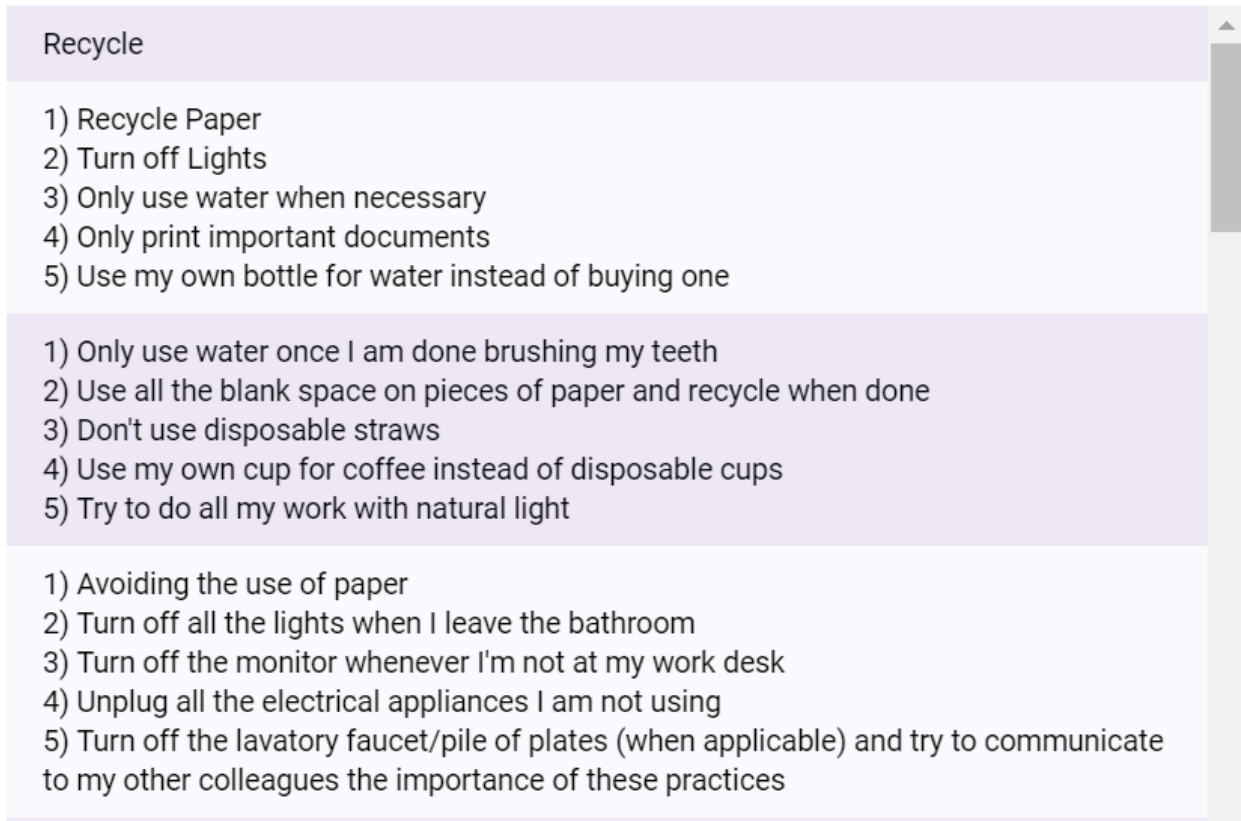 Recycle
1) Recycle Paper
2) Turn off Lights
3) Only use water when necessary
4) Only print important documents
5) Use my own bottle for water instead of buying one
1) Only use water once I am done brushing my teeth
2) Use all the blank space on pieces of paper and recycle when done
3) Don't use disposable straws
4) Use my own cup for coffee instead of disposable cups
5) Try to do all my work with natural light
1) Avoiding the use of paper
2) Turn off all the lights when I leave the bathroom
3) Turn off the monitor whenever I'm not at my work desk
4) Unplug all the electrical appliances I am not using
5) Turn off the lavatory faucet/pile of plates (when applicable) and try to communicate
to my other colleagues the importance of these practices